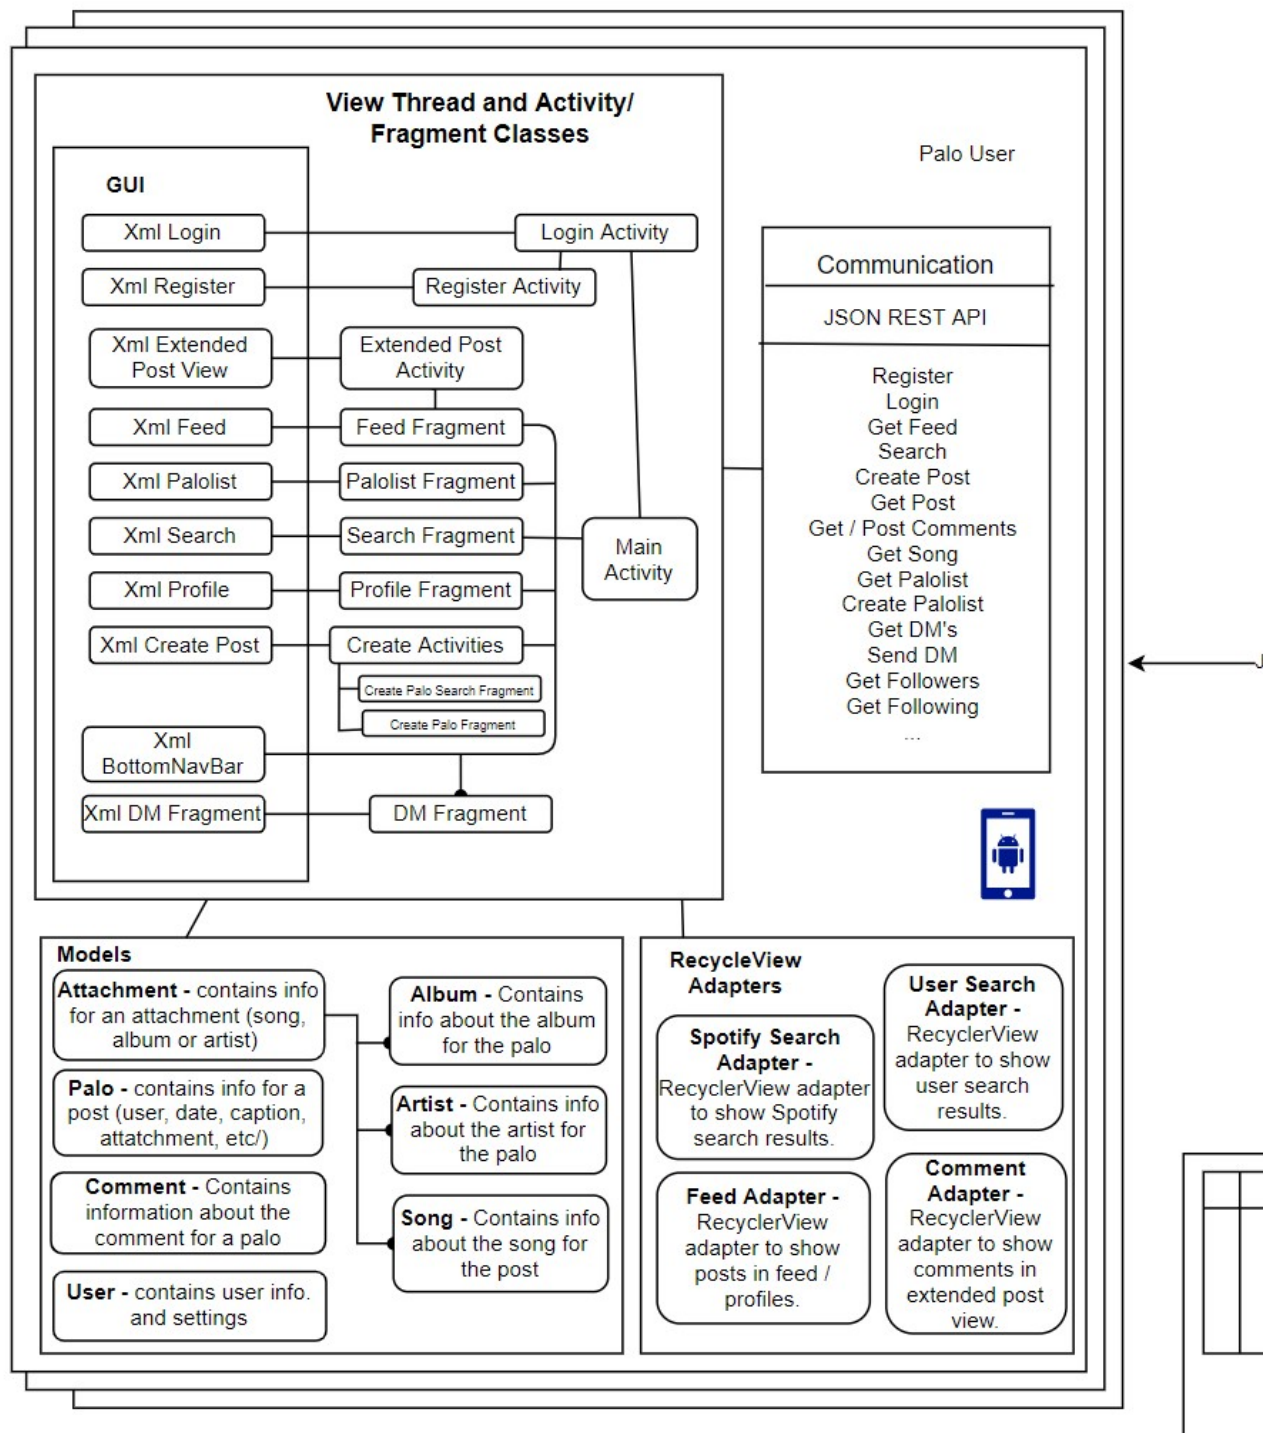 View Thread and Activity/
Fragment Classes
Palo User
GUI
Xml Login
Login Activity
Xml Register
Register Activity
Xml Extended
Post View
Extended Post
Activity
Xml Feed
Feed Fragment
Xml Palolist
Palolist Fragment
Xml Search
Search Fragment
Main
Activity
Xml Profile
Profile Fragment
Xml Create Post
Create Activities
Create Palo Search Fragment
Create Palo Fragment
Xml
BottomNavBar
Xml DM Fragment
DM Fragment
Communication
JSON REST API
Register
Login
Get Feed
Search
Create Post
Get Post
Get / Post Comments
Get Song
Get Palolist
Create Palolist
Get DM's
Send DM
Get Followers
Get Following
...
Models
Attachment - contains info
for an attachment (song,
album or artist)
Palo - contains info for a
post (user, date, caption,
attatchment, etc/)
Comment - Contains
information about the
comment for a palo
User - contains user info.
and settings
Album - Contains
info about the album
for the palo
Artist - Contains info
about the artist for
the palo
Song - Contains info
about the song for
the post
RecycleView
Adapters
Spotify Search
Adapter -
RecyclerView adapter
to show Spotify
search results.
Feed Adapter -
RecyclerView
adapter to show
posts in feed /
profiles.
User Search
Adapter -
RecyclerView
adapter to show
user search
results.
Comment
Adapter -
RecyclerView
adapter to show
comments in
extended post
view.